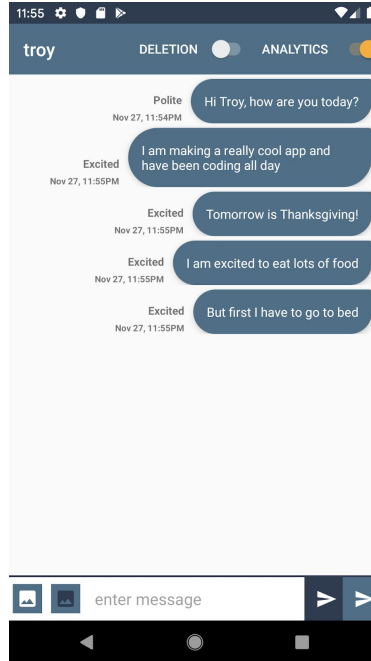 11:55
troy DELETION ANALYTICS
Polite
Nov 27, 11:54PM
Hi Troy, how are you today?
Excited
Nov 27, 11:55PM
I am making a really cool app and
have been coding all day
Excited
Nov 27, 11:55PM
Tomorrow is Thanksgiving!
Excited
Nov 27, 11:55PM
I am excited to eat lots of food
Excited
Nov 27, 11:55PM
But first I have to go to bed
enter message